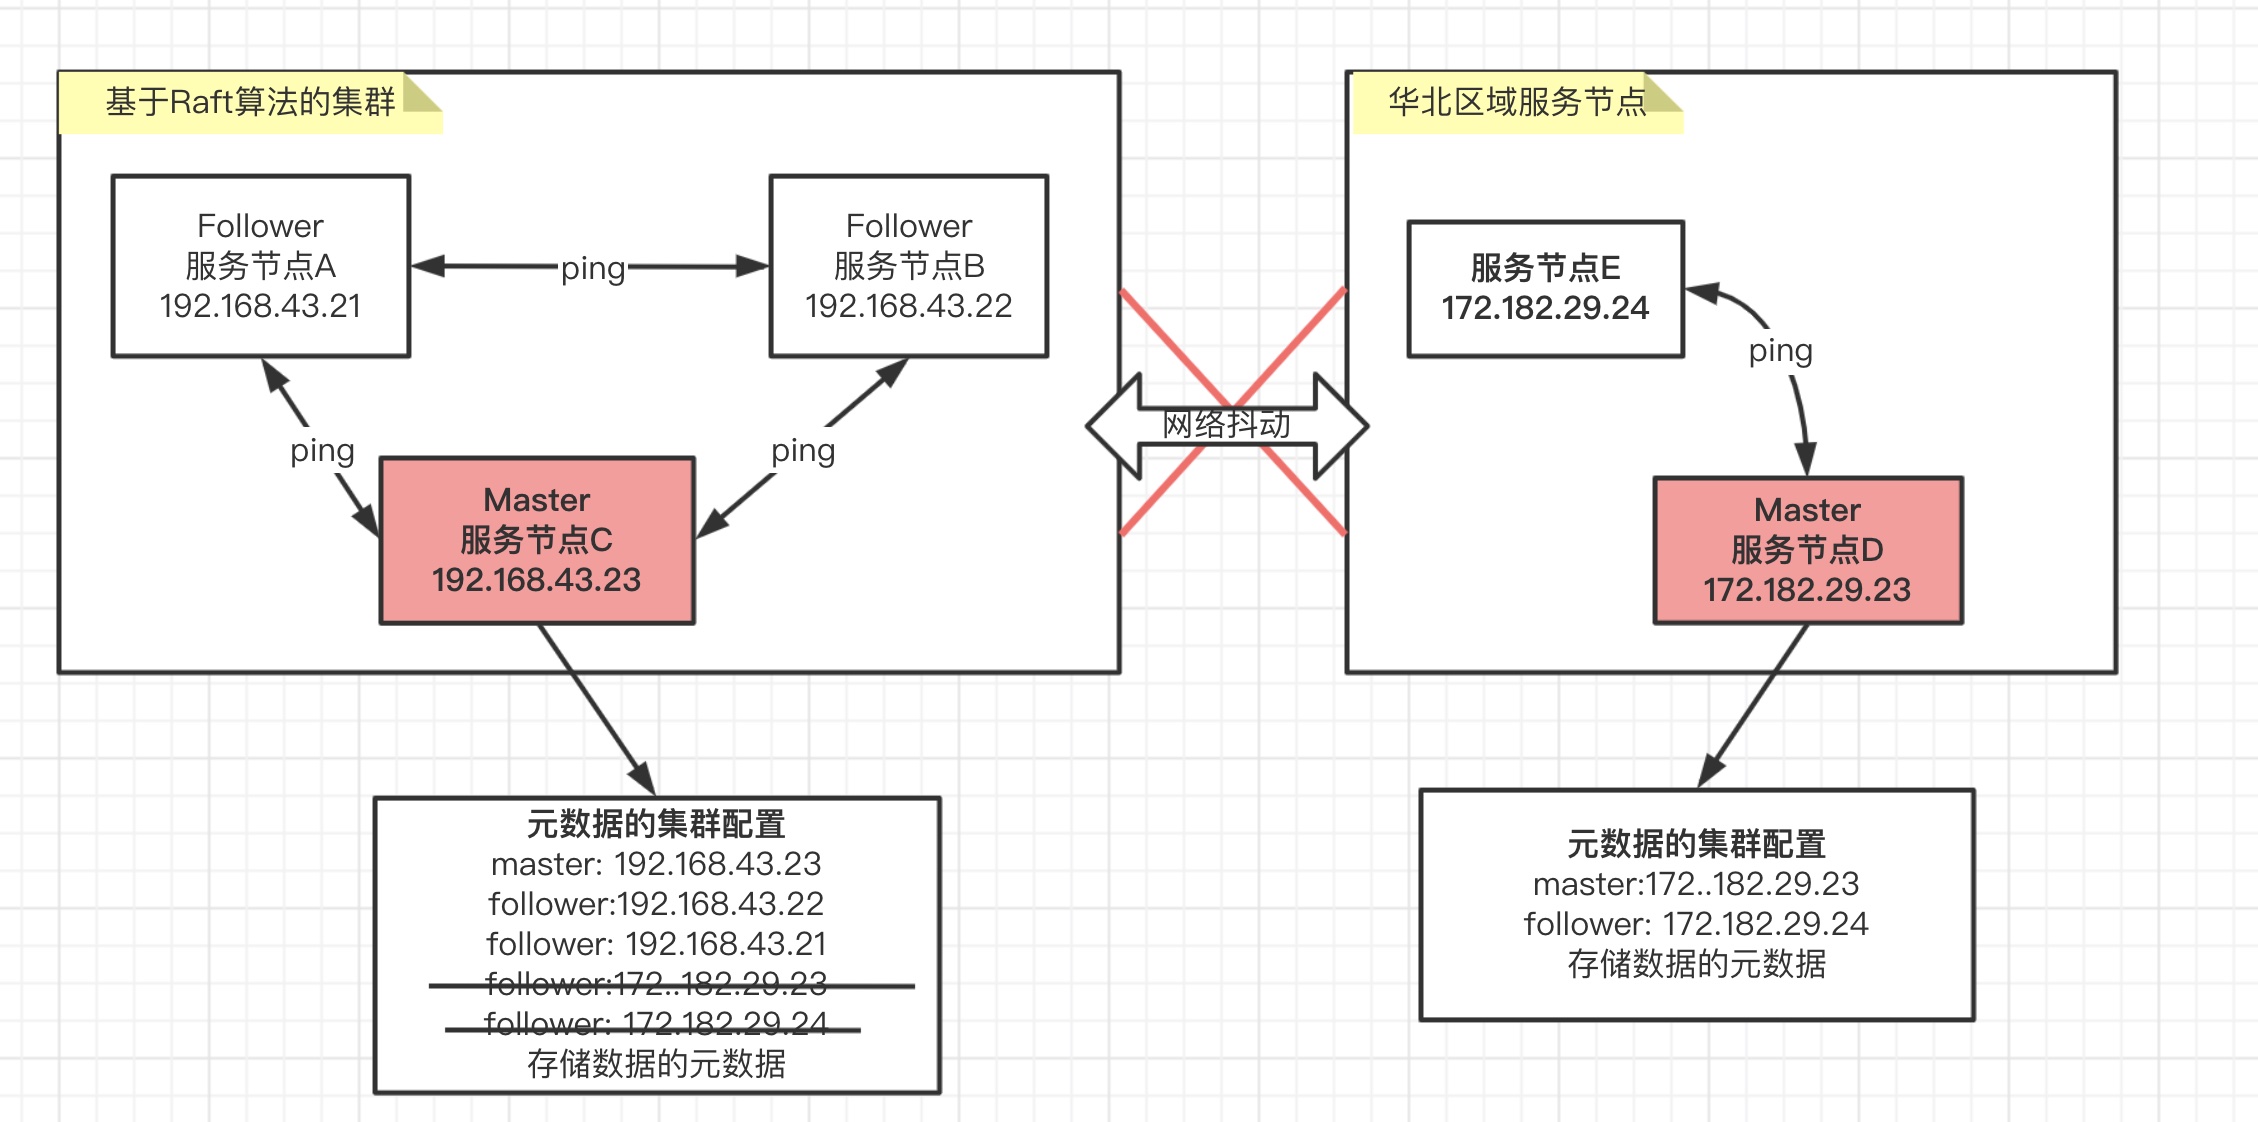 基于Raft算法的集群
Follower
服务节点A
192.168.43.21
ping
Follower
服务节点B
192.168.43.22
ping
ping
Master
服务节点C
192.168.43.23
网络抖动
华北区域服务节点
服务节点E
172.182.29.24
ping
Master
服务节点D
172.182.29.23
元数据的集群配置
master: 192.168.43.23
follower:192.168.43.22
follower: 192.168.43.21
follower:172..182.29.23
follower: 172.182.29.24
存储数据的元数据
元数据的集群配置
master:172..182.29.23
follower: 172.182.29.24
存储数据的元数据